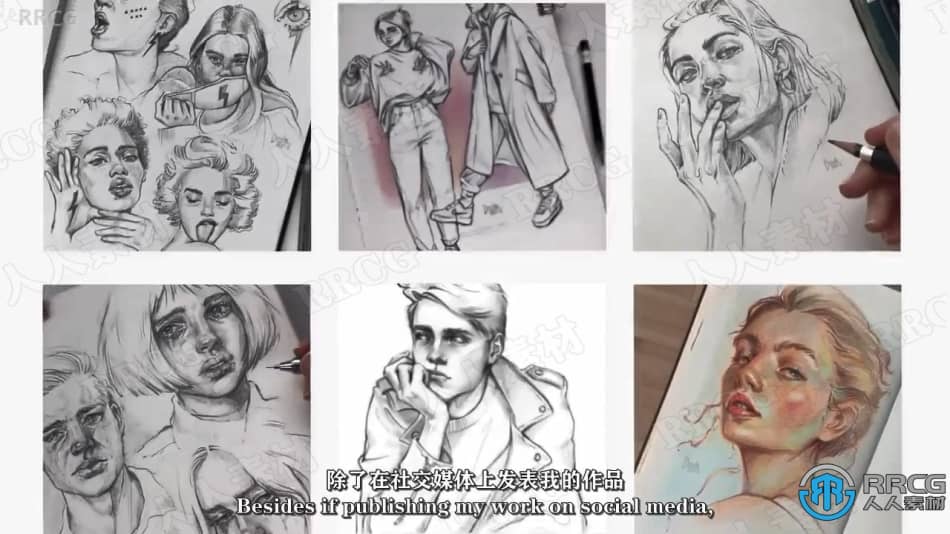 RRCG
除了在社交媒体上发表我的作品
Besides if publishing my work on social media,
RRCG
人人素材